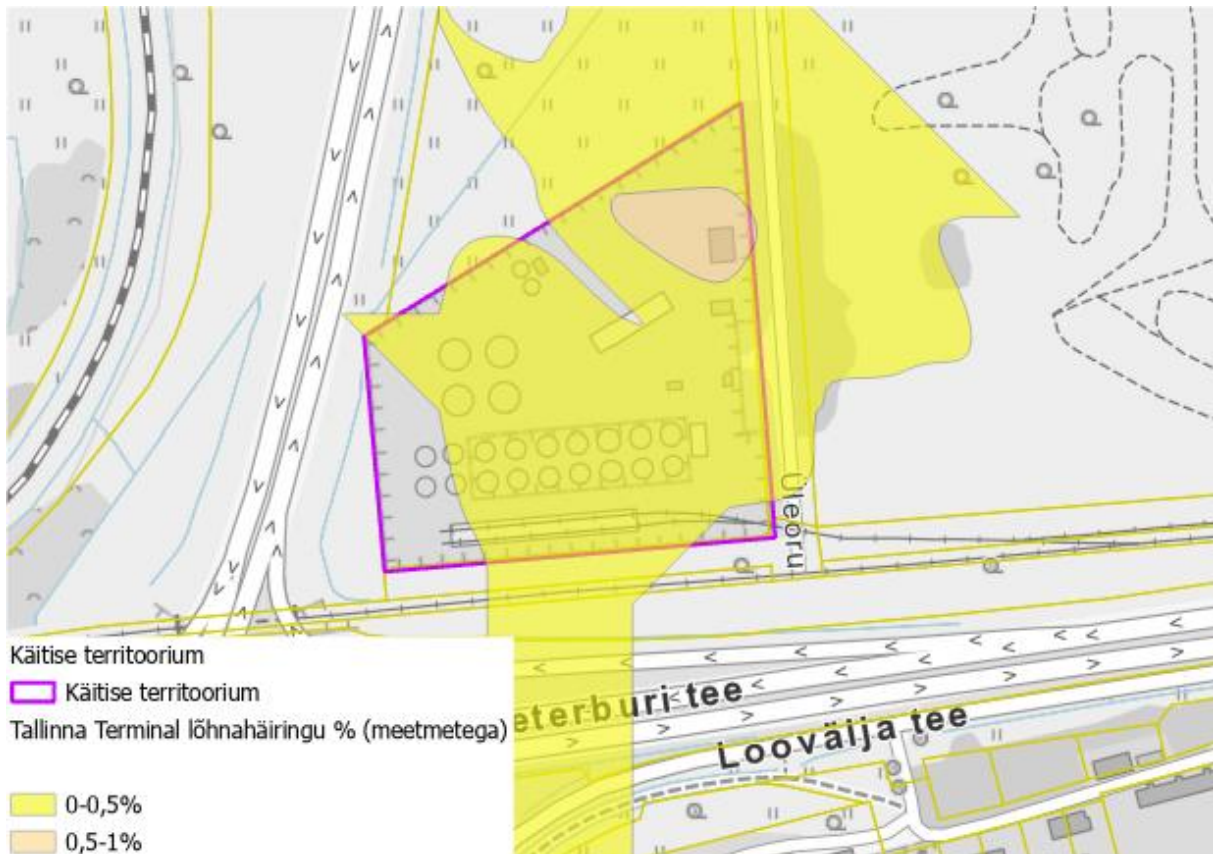 Üleoru
Käitise territoorium
Käitise territoorium
eterburi tee
Tallinna Terminal lõhnahäiringu % (meetmetega)
Loovälja tee
0-0,5%
0,5-1%